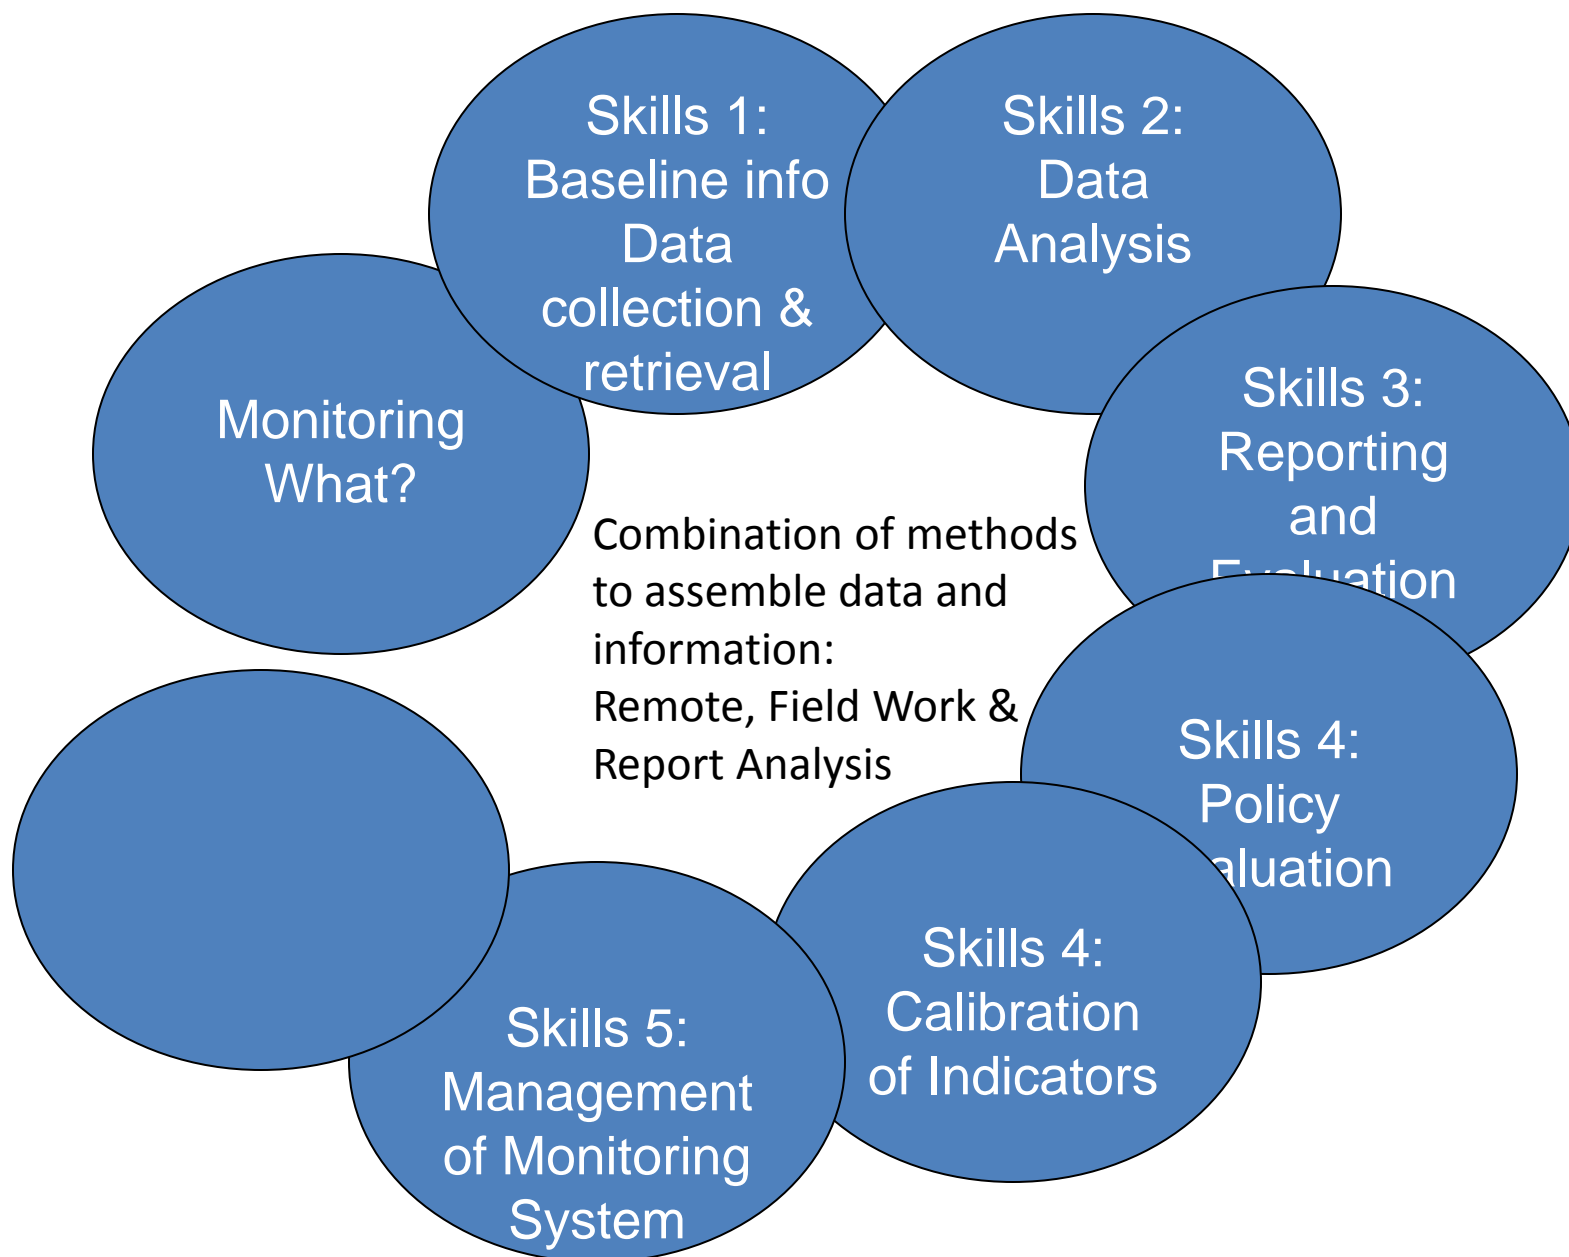 Skills 1:
Baseline info
Data
collection &
retrieval
Skills 2:
Data
Analysis
Skills 3:
Reporting
and
Evaluation
Monitoring
What?
Combination of methods
to assemble data and
information:
Remote, Field Work &
Report Analysis
Skills 4:
Policy
aluation
Skills 4:
Calibration
of Indicators
Skills 5:
Management
of Monitoring
System